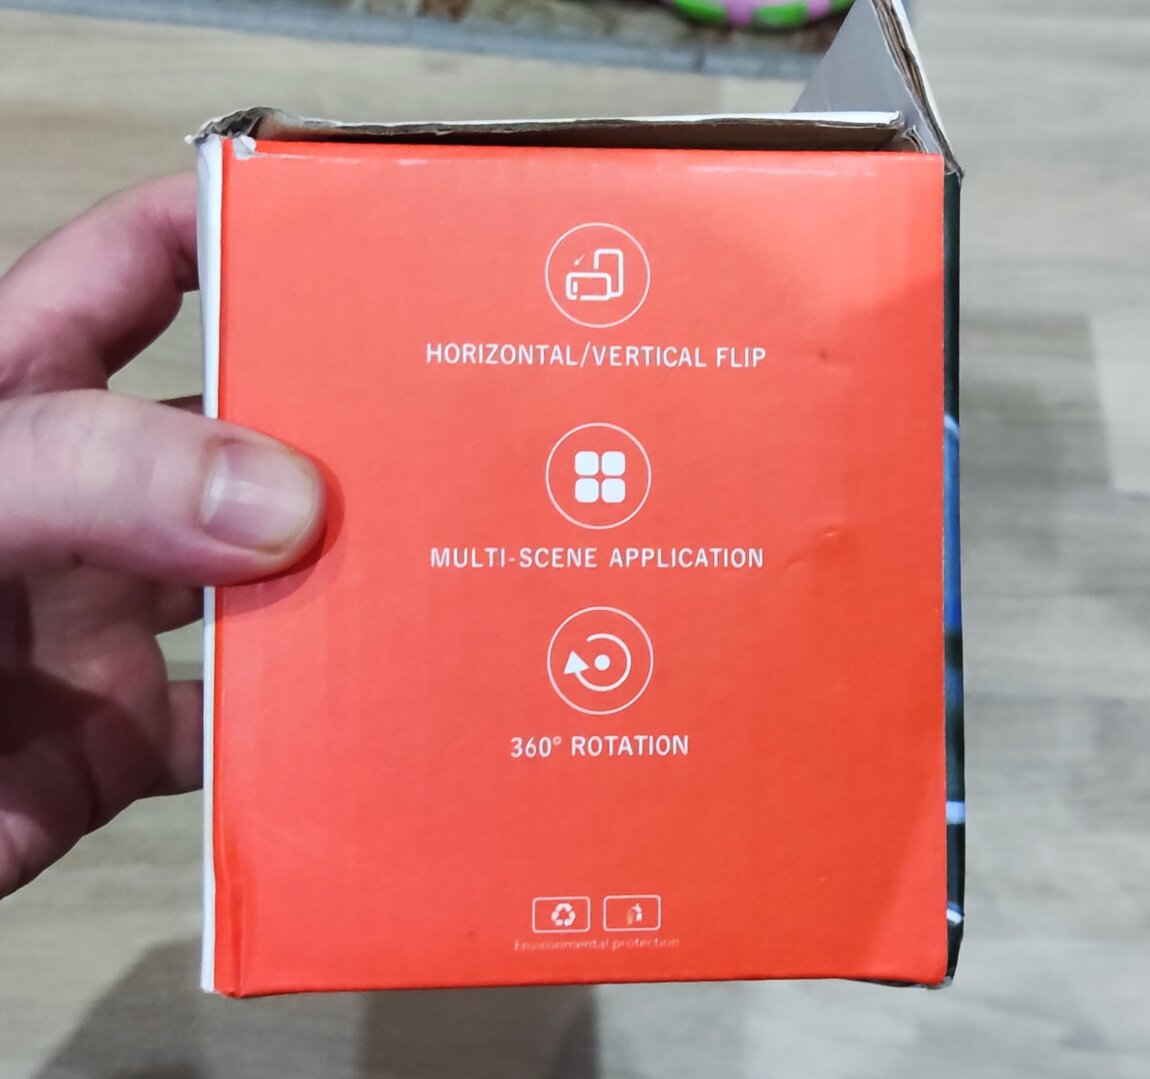 HORIZONTAL/VERTICAL FLIP
MULTI-SCENE APPLICATION
360° ROTATION
Environmental protection